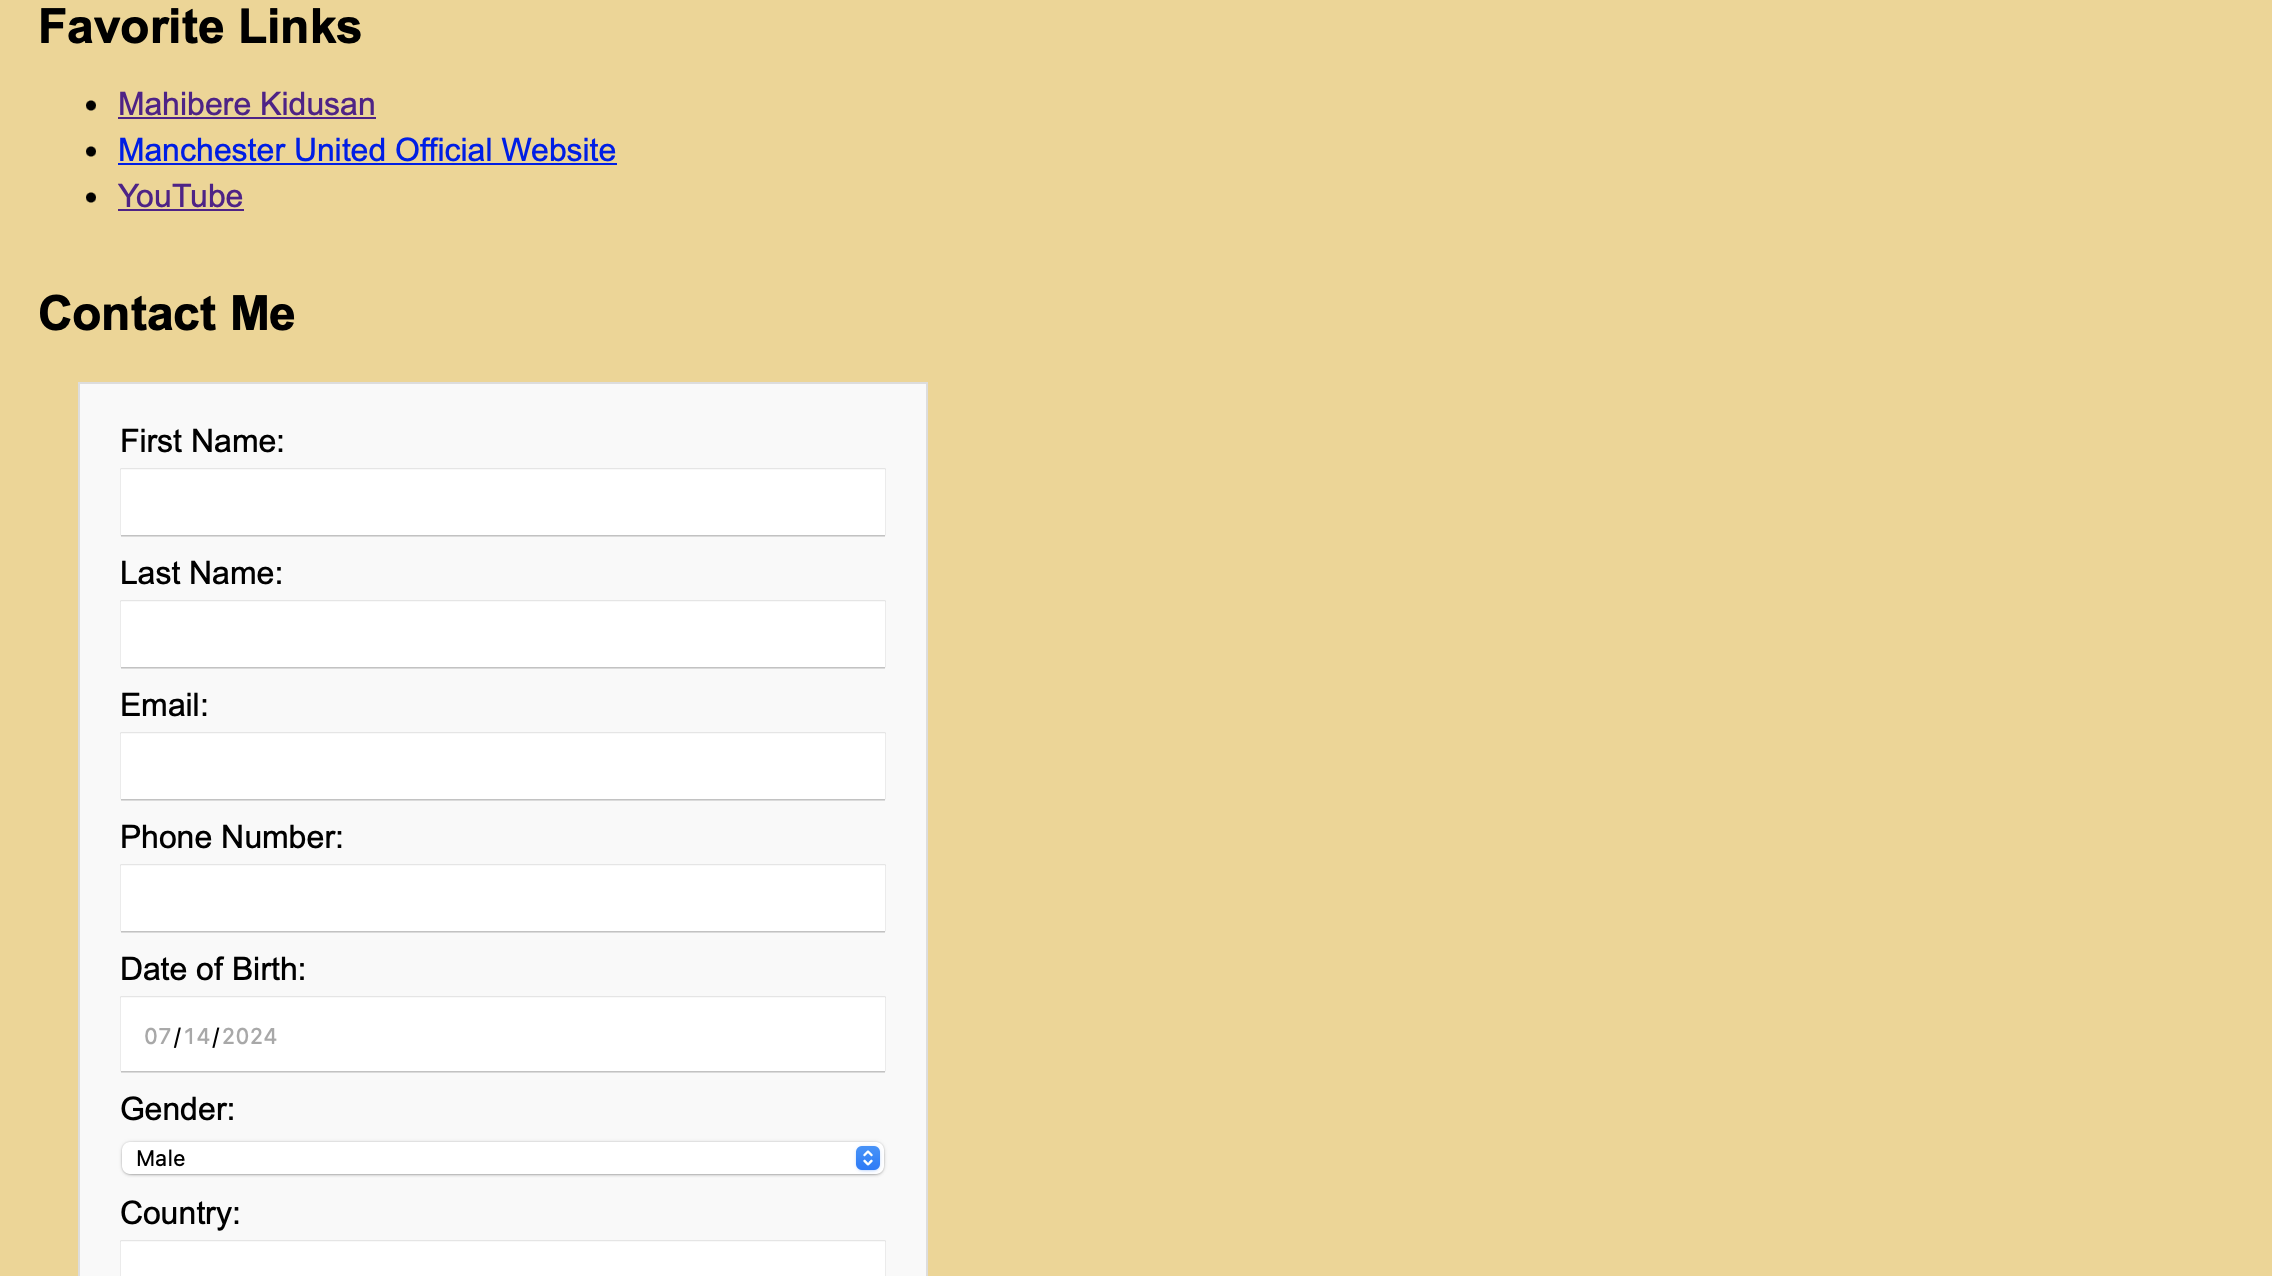 Favorite Links
Mahibere Kidusan
Manchester United Official Website
YouTube
Contact Me
First Name:
Last Name:
Email:
Phone Number:
Date of Birth:
07/14/2024
Gender:
Male
Country: